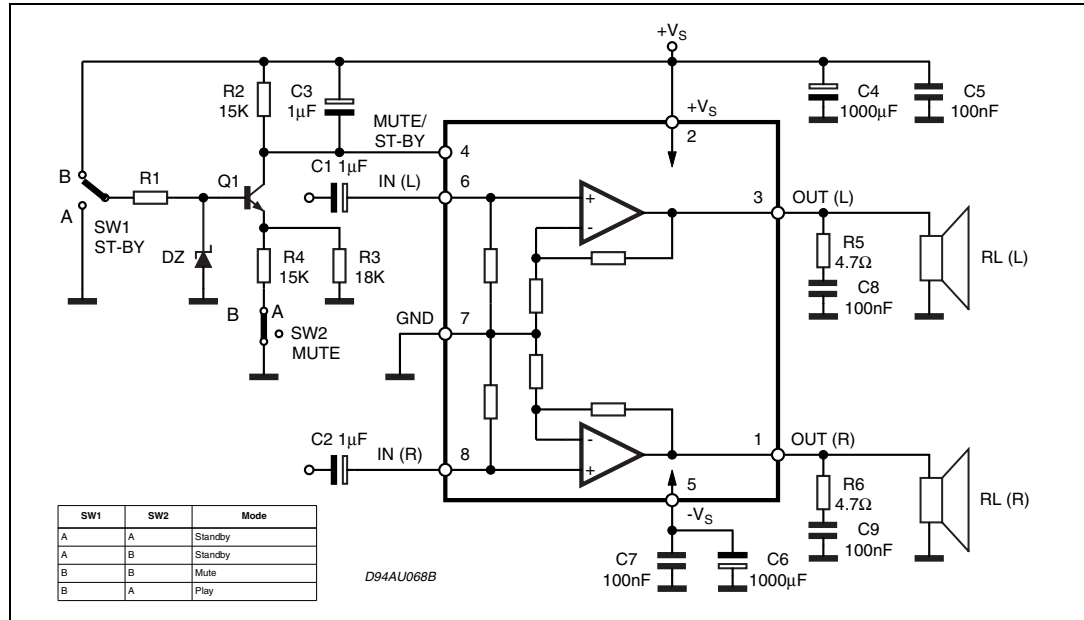 +VS
R2
15K
C3
1µF
MUTE/
ST-BY
+VS
2
C4
1000µF
C5
100nF
4
B
A
SW1
ST-BY
R1
Q1
DZ
C1 1µF
IN (L)
6
+
-
3
OUT (L)
R4
15K
R3
18K
R5
4.7Ω
C8
100nF
RL (L)
B
A
SW2
MUTE
GND
7
C2 1µF
IN (R)
8
-
+
1
OUT (R)
5
-VS
R6
4.7Ω
C9
100nF
RL (R)
C7
100nF
C6
1000µF
SW1 SW2 Mode
A A Standby
A B Standby
B B Mute
B A Play
D94AU068B